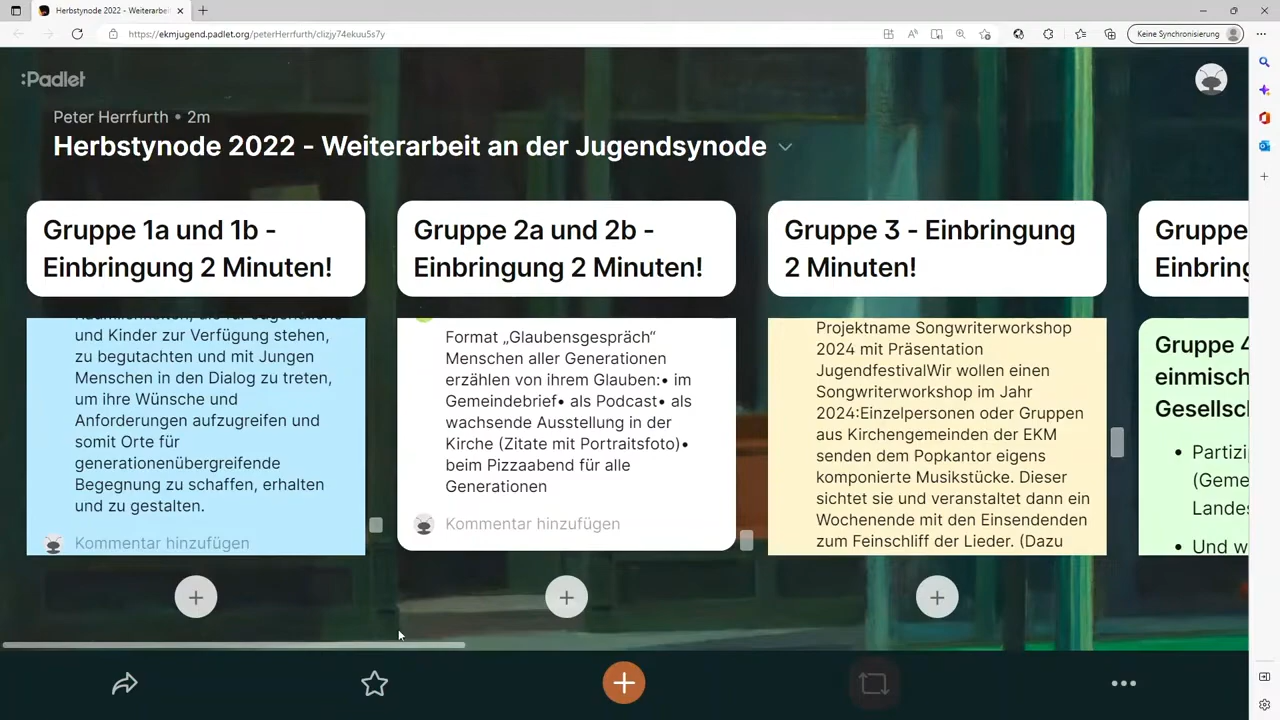 Herbstynode 2022 - Weiterarbeit
https://ekmjugend.padlet.org/peterHerrfurth/clizjy74ekuu5s7y
Keine Synchronisierung
:Padlet
Peter Herrfurth • 2m
Herbstynode 2022 - Weiterarbeit an der Jugendsynode
Gruppe 1a und 1b -
Einbringung 2 Minuten!
und Kinder zur Verfügung stehen,
zu begutachten und mit Jungen
Menschen in den Dialog zu treten,
um ihre Wünsche und
Anforderungen aufzugreifen und
somit Orte für
generationenübergreifende
Begegnung zu schaffen, erhalten
und zu gestalten.
Kommentar hinzufügen
Gruppe 2a und 2b -
Einbringung 2 Minuten!
Format „Glaubensgespräch“
Menschen aller Generationen
erzählen von ihrem Glauben:• im
Gemeindebrief• als Podcast• als
wachsende Ausstellung in der
Kirche (Zitate mit Portraitsfoto)•
beim Pizzaabend für alle
Generationen
Kommentar hinzufügen
Gruppe 3 - Einbringung
2 Minuten!
Projektname Songwriterworkshop
2024 mit Präsentation
JugendfestivalWir wollen einen
Songwriterworkshop im Jahr
2024:Einzelpersonen oder Gruppen
aus Kirchengemeinden der EKM
senden dem Popkantor eigens
komponierte Musikstücke. Dieser
sichtet sie und veranstaltet dann ein
Wochenende mit den Einsendenden
zum Feinschliff der Lieder. (Dazu
Gruppe
Einbring
Gruppe 4
einmisch
Gesellsc
• Partizi
(Geme
Landes
• Und w